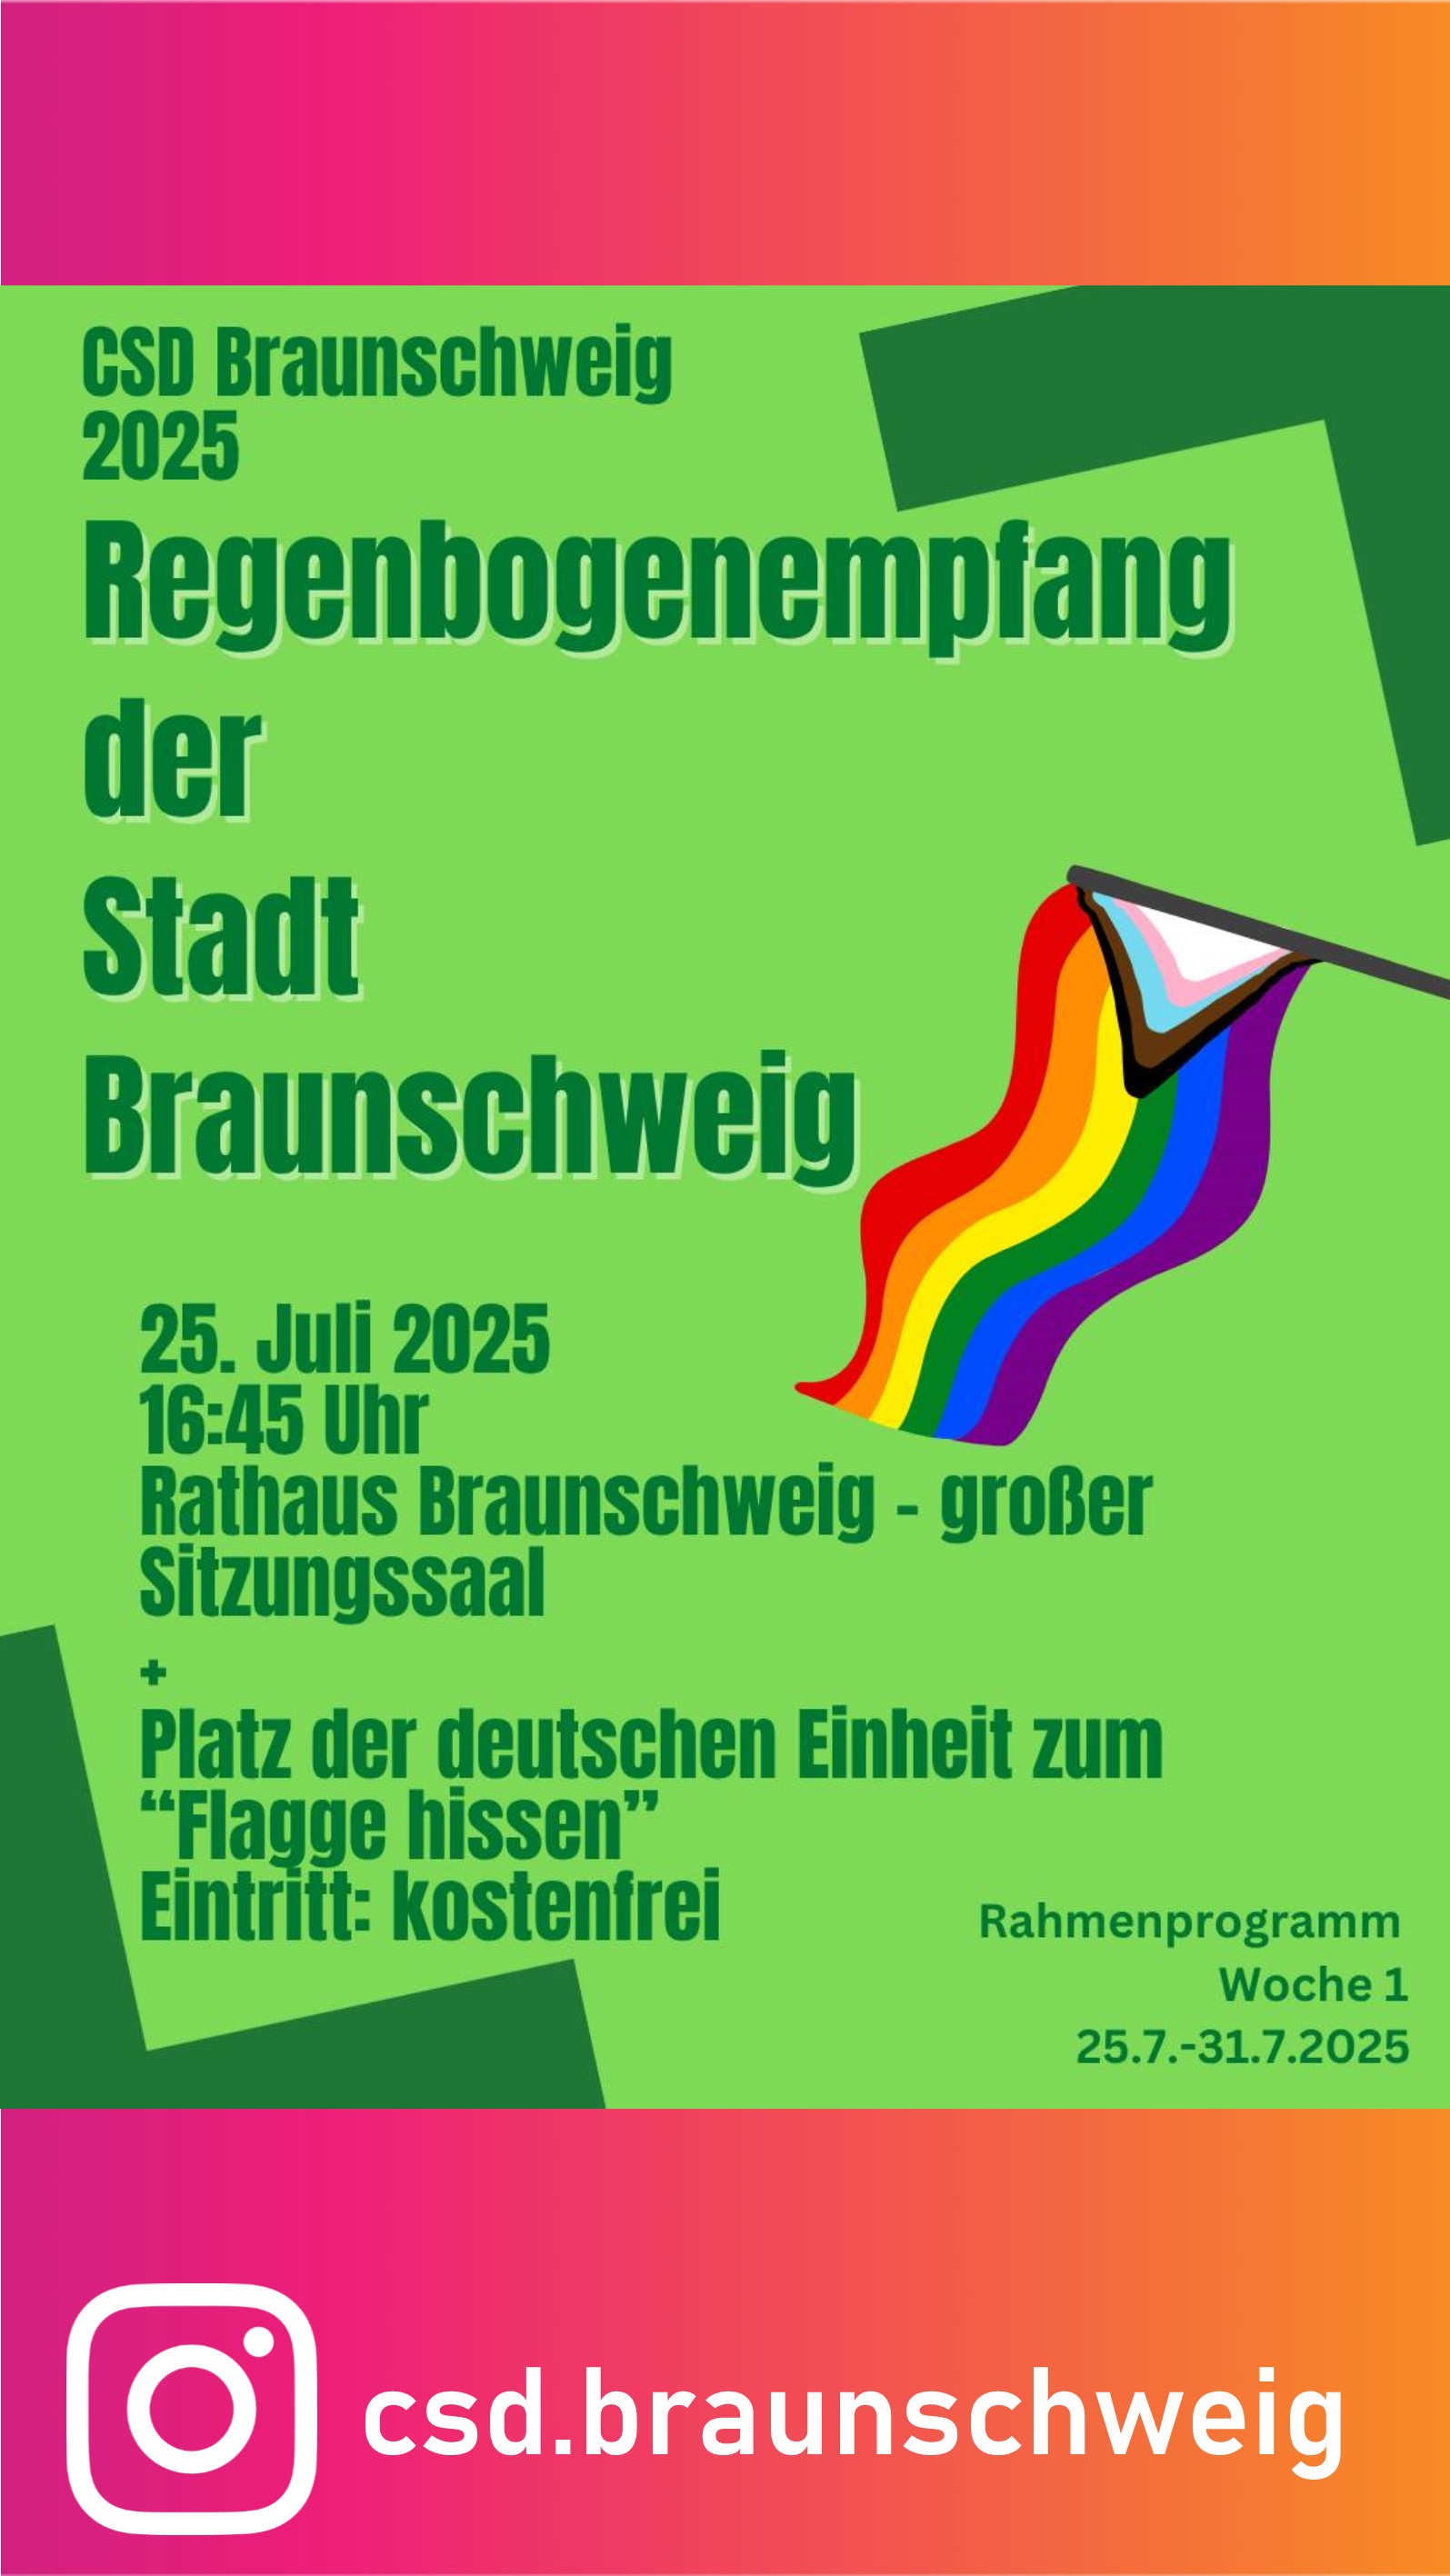 CSD Braunschweig
2025
Regenbogenempfang
der
Stadt
Braunschweig
25. Juli 2025
16:45 Uhr
Rathaus Braunschweig - großer
Sitzungssaal
+
Platz der deutschen Einheit zum
“Flagge hissen”
Eintritt: kostenfrei
Rahmenprogramm
Woche 1
25.7.-31.7.2025
csd.braunschweig